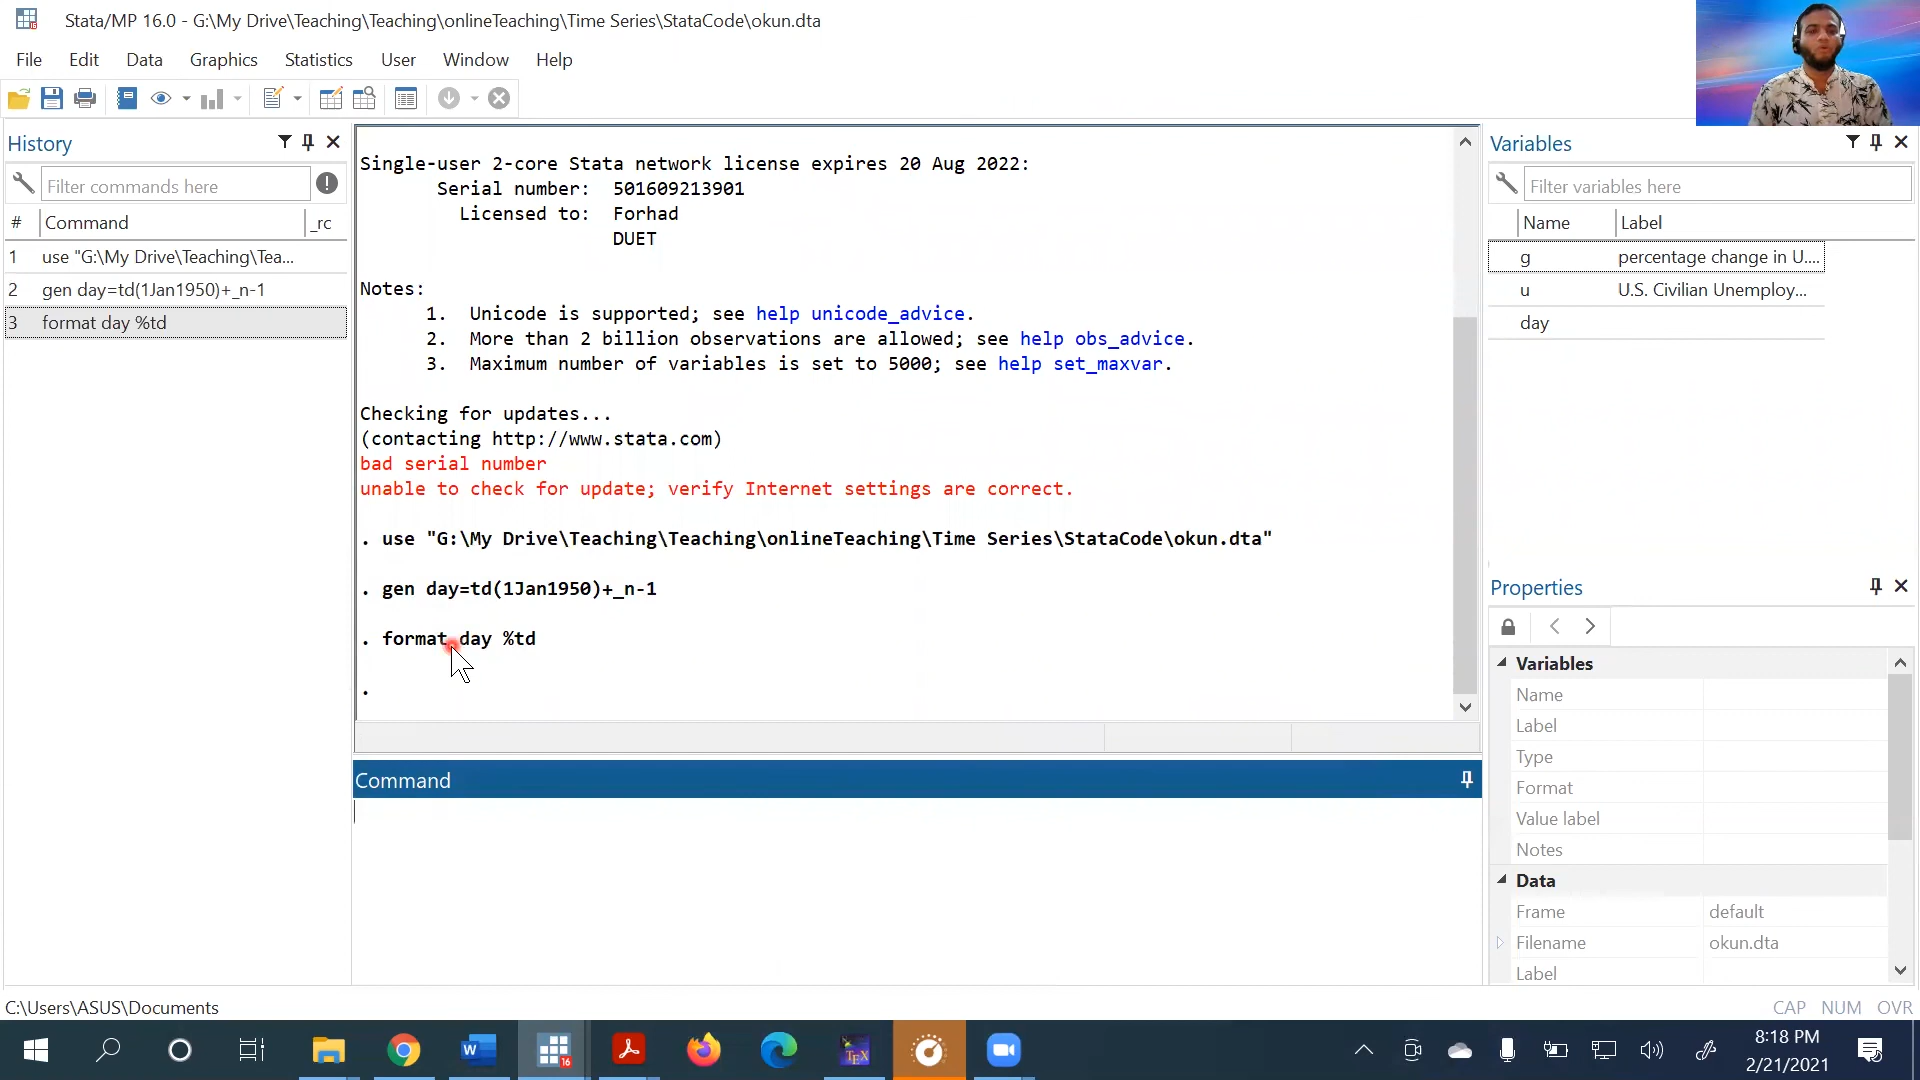 Stata/MP 16.0 - G:\My Drive\Teaching\Teaching\onlineTeaching\Time Series\StataCode\okun.dta
File Edit Data Graphics Statistics User Window Help
History
Filter commands here
# Command _rc
1 use "G:\My Drive\Teaching\Tea...
2 gen day=td(1Jan1950)+_n-1
3 format day %td
Single-user 2-core Stata network license expires 20 Aug 2022:
Serial number: 501609213901
Licensed to: Forhad
DUET
Notes:
1. Unicode is supported; see help unicode_advice.
2. More than 2 billion observations are allowed; see help obs_advice.
3. Maximum number of variables is set to 5000; see help set_maxvar.
Checking for updates...
(contacting http://www.stata.com)
bad serial number
unable to check for update; verify Internet settings are correct.
. use "G:\My Drive\Teaching\Teaching\onlineTeaching\Time Series\StataCode\okun.dta"
. gen day=td(1Jan1950)+_n-1
. format day %td
.
Command
Variables
Filter variables here
Name Label
g percentage change in U....
u U.S. Civilian Unemploy...
day
Properties
Variables
Name
Label
Type
Format
Value label
Notes
Data
Frame default
Filename okun.dta
Label
C:\Users\ASUS\Documents
CAP NUM OVR
W
16
TEX
8:18 PM
2/21/2021